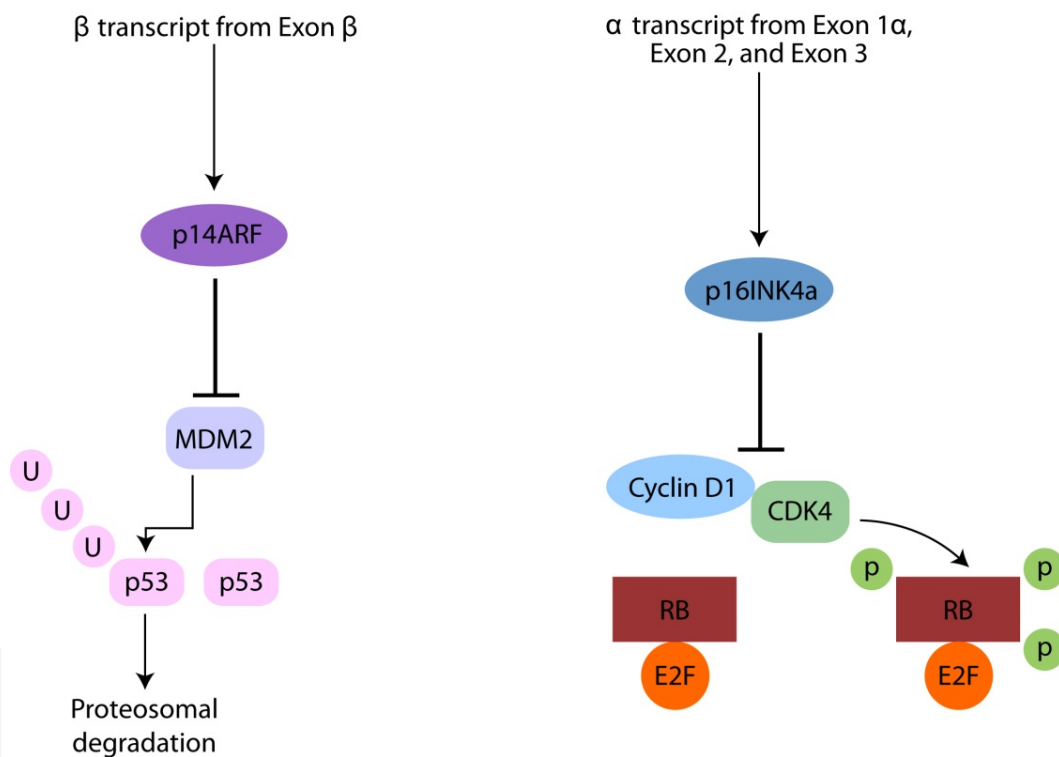 β transcript from Exon β
p14ARF
MDM2
U
U
U
p53
p53
Proteosomal
degradation
α transcript from Exon 1α,
Exon 2, and Exon 3
p16INK4a
Cyclin D1
CDK4
p
p
RB
RB
p
E2F
E2F